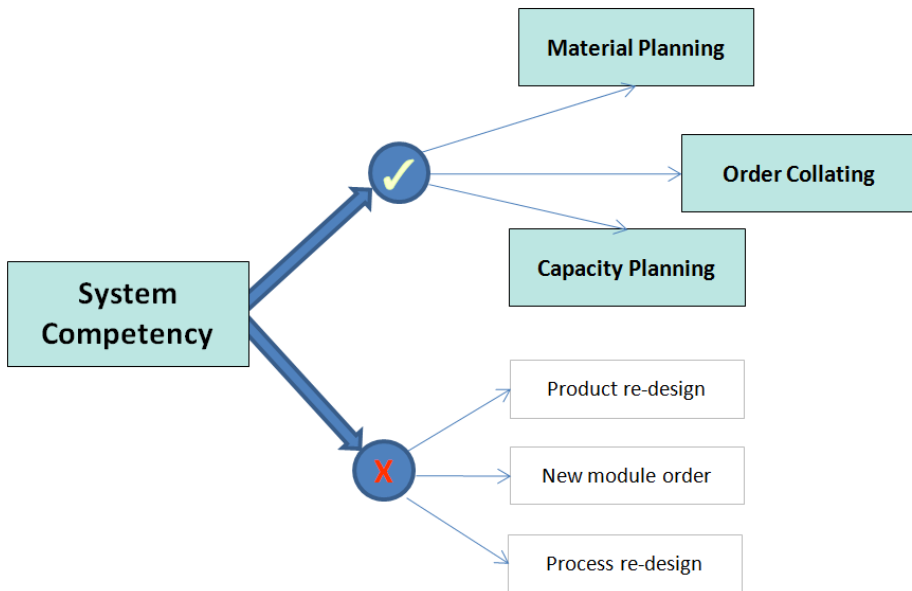 Material Planning
✓
Order Collating
Capacity Planning
System
Competency
Product re-design
X
New module order
Process re-design